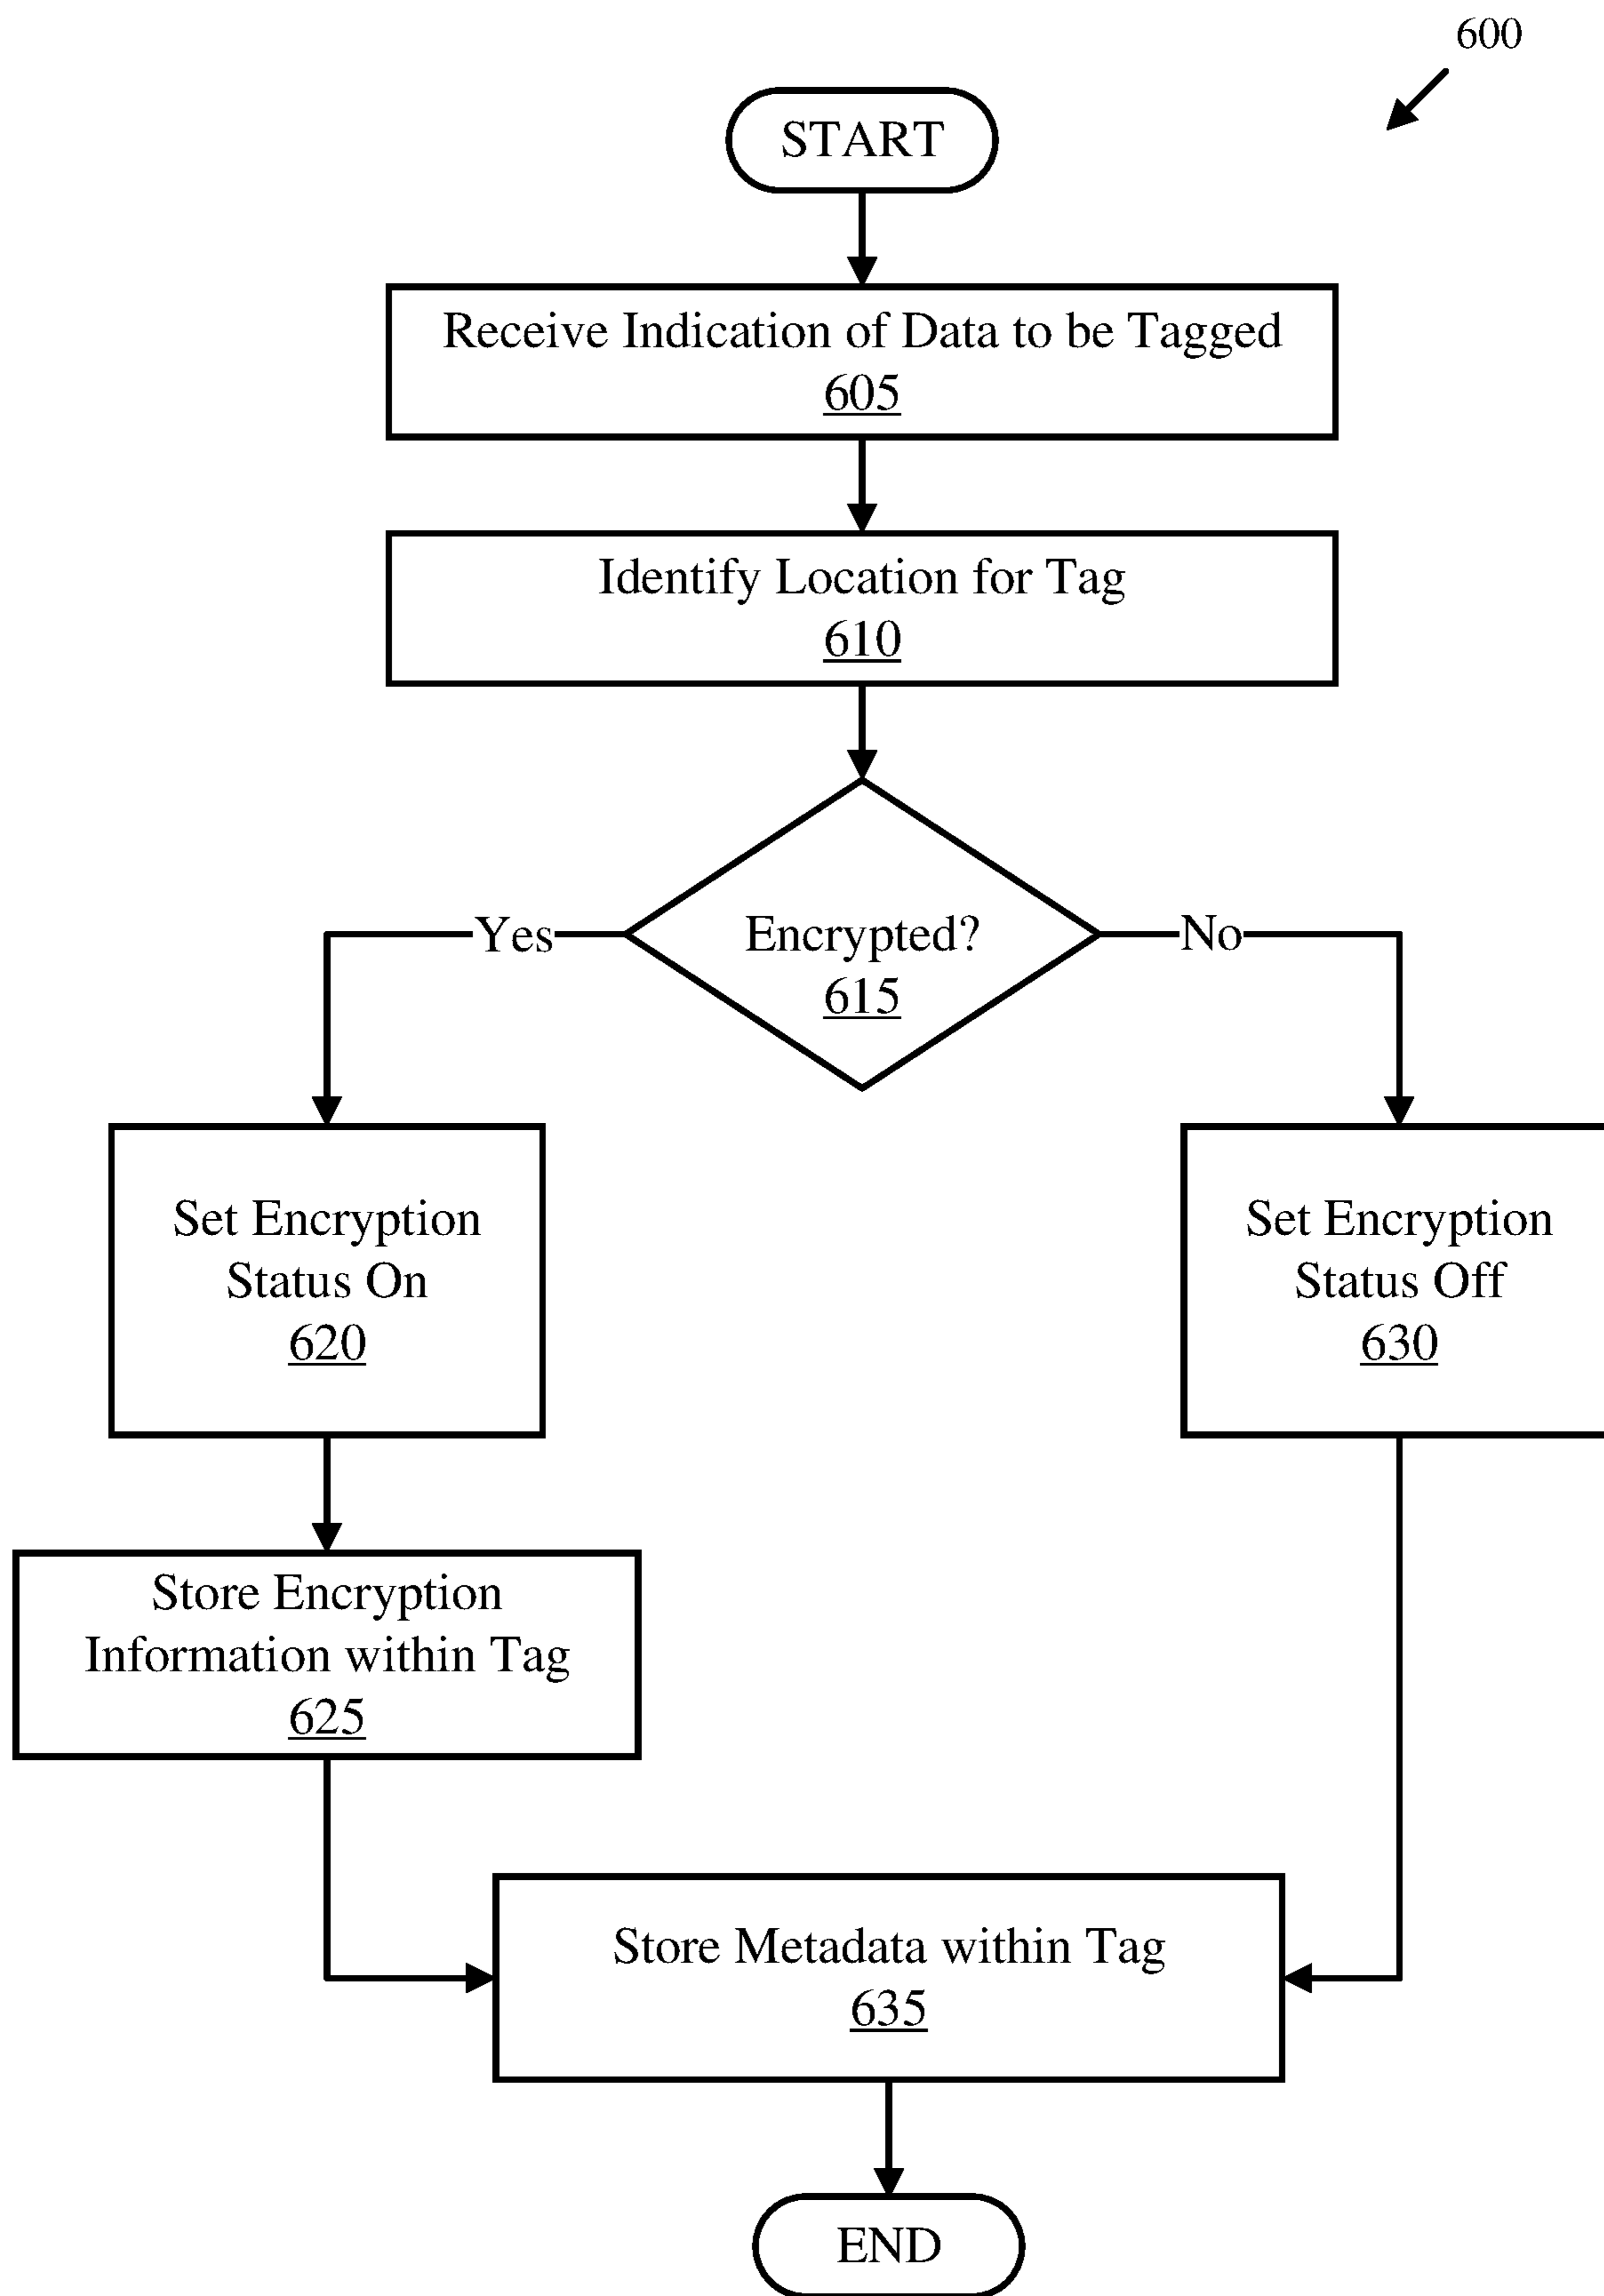 600
START
Receive Indication of Data to be Tagged
605
Identify Location for Tag
610
Encrypted?
615
Yes
No
Set Encryption
Status On
620
Set Encryption
Status Off
630
Store Encryption
Information within Tag
625
Store Metadata within Tag
635
END